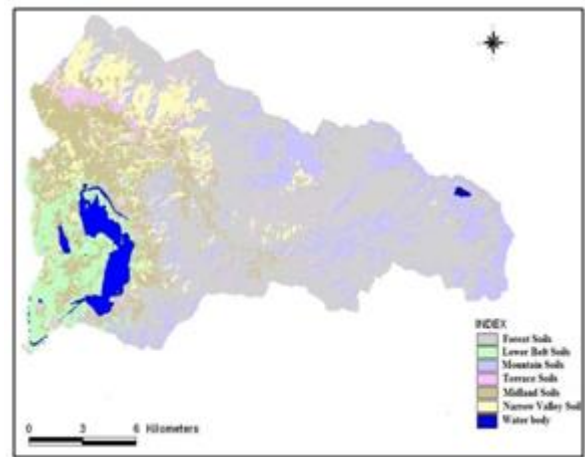 INDEX
Forest Soils
Lower Belt Soils
Mountain Soils
Terrace Soils
Midland Soils
Narrow Valley Soil
Water body
0 3 6 Kilometers